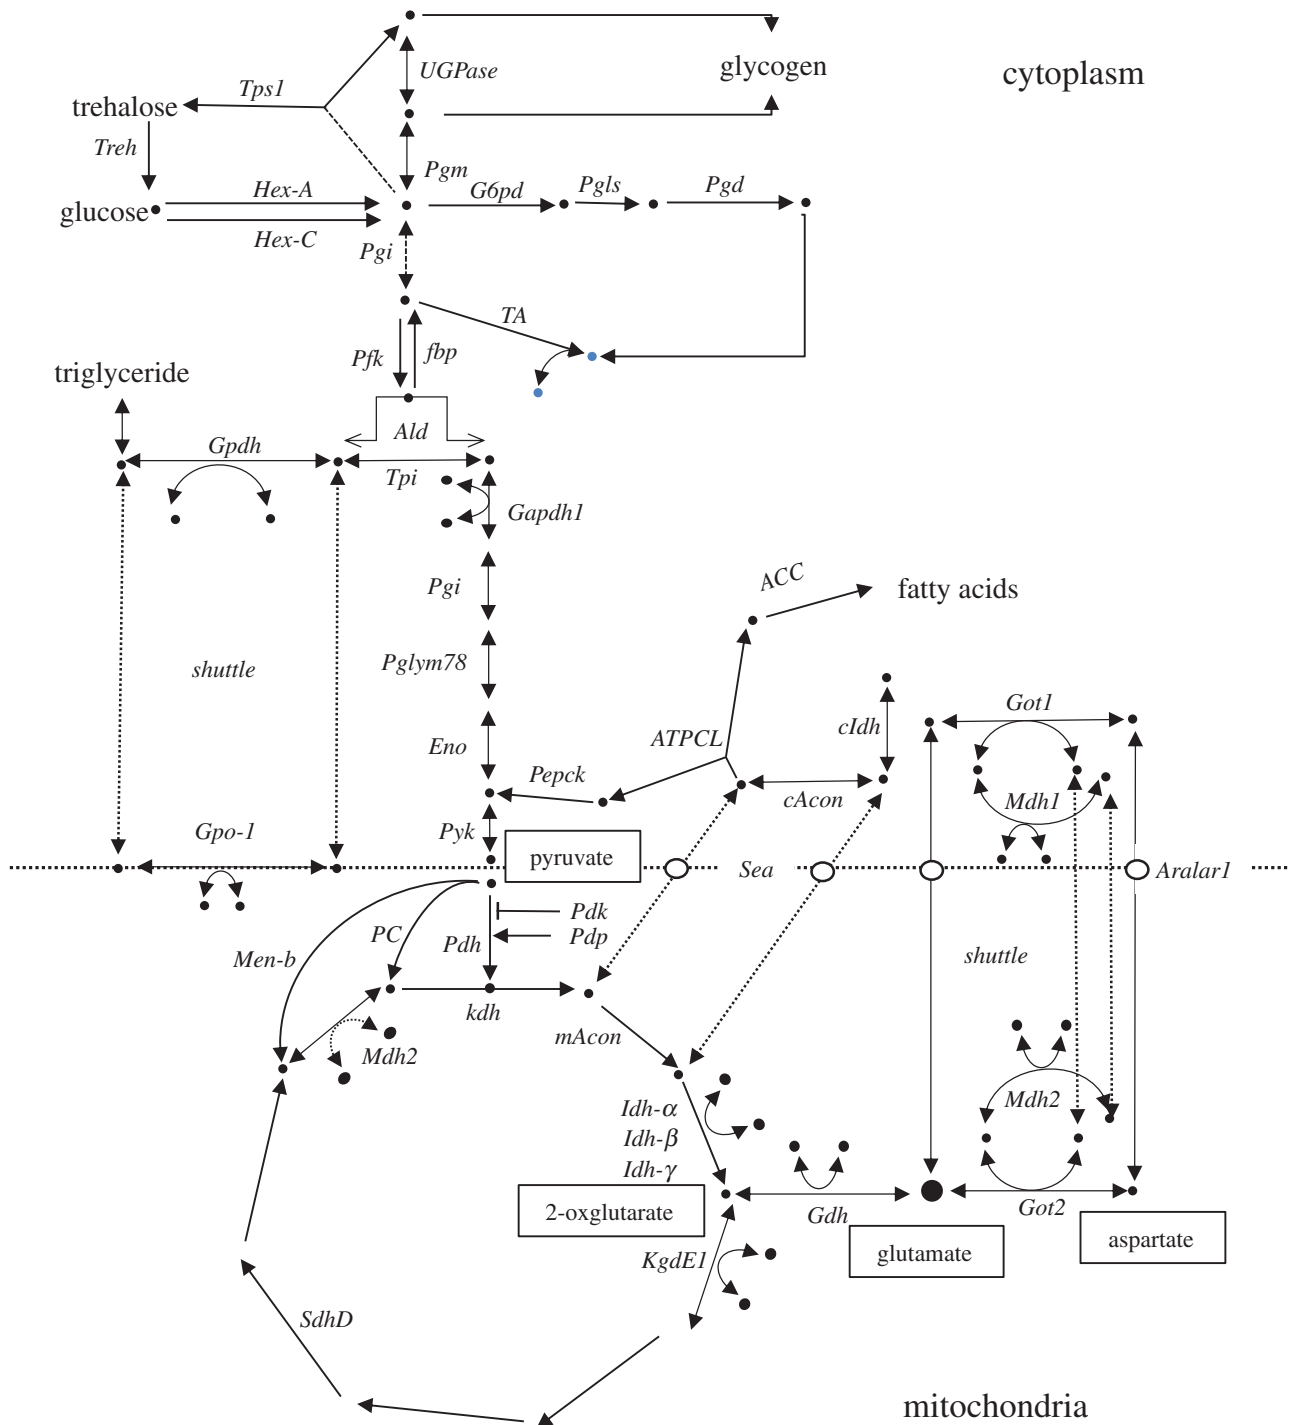 UGPase
glycogen
cytoplasm
Tps1
trehalose
Treh
Pgm
Hex-A
G6pd
Pgls
Pgd
glucose
Hex-C
Pgi
TA
Pfk
fbp
triglyceride
Ald
Gpdh
Tpi
Gapdh1
ACC
Pgi
fatty acids
Pglym78
shuttle
Got1
cIdh
ATPCL
Eno
Pepck
cAcon
Mdh1
Gpo-1
Pyk
pyruvate
Sea
Aralar1
Pdk
PC
Pdh
Pdp
Men-b
shuttle
kdh
mAcon
Mdh2
Mdh2
Idh-α
Idh-β
Idh-γ
2-oxglutarate
Gdh
Got2
glutamate
aspartate
KgdE1
SdhD
mitochondria